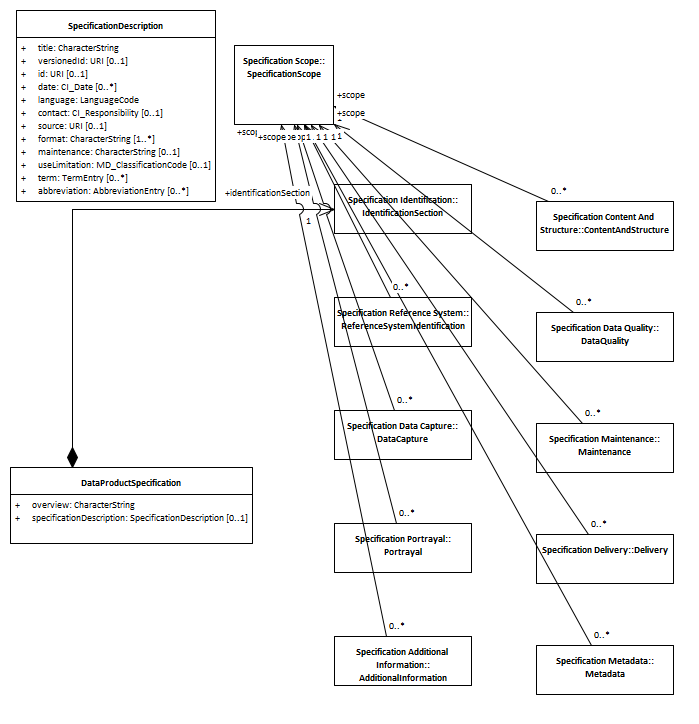 SpecificationDescription
+ title: CharacterString
+ versionedId: URI [0..1]
+ id: URI [0..1]
+ date: CI_Date [0..*]
+ language: LanguageCode
+ contact: CI_Responsibility [0..1]
+ source: URI [0..1]
+ format: CharacterString [1..*]
+ maintenance: CharacterString [0..1]
+ useLimitation: MD_ClassificationCode [0..1]
+ term: TermEntry [0..*]
+ abbreviation: AbbreviationEntry [0..*]
Specification Scope::
SpecificationScope
+scope
+scope
+scope
1 1 1 1 1
+identificationSection
1
Specification Identification::
IdentificationSection
0..*
Specification Content And
Structure::ContentAndStructure
0..*
Specification Reference System::
ReferenceSystemIdentification
0..*
Specification Data Quality::
DataQuality
0..*
Specification Data Capture::
DataCapture
0..*
Specification Maintenance::
Maintenance
DataProductSpecification
+ overview: CharacterString
+ specificationDescription: SpecificationDescription [0..1]
0..*
Specification Portrayal::
Portrayal
0..*
Specification Delivery::Delivery
0..*
Specification Additional
Information::
AdditionalInformation
0..*
Specification Metadata::
Metadata